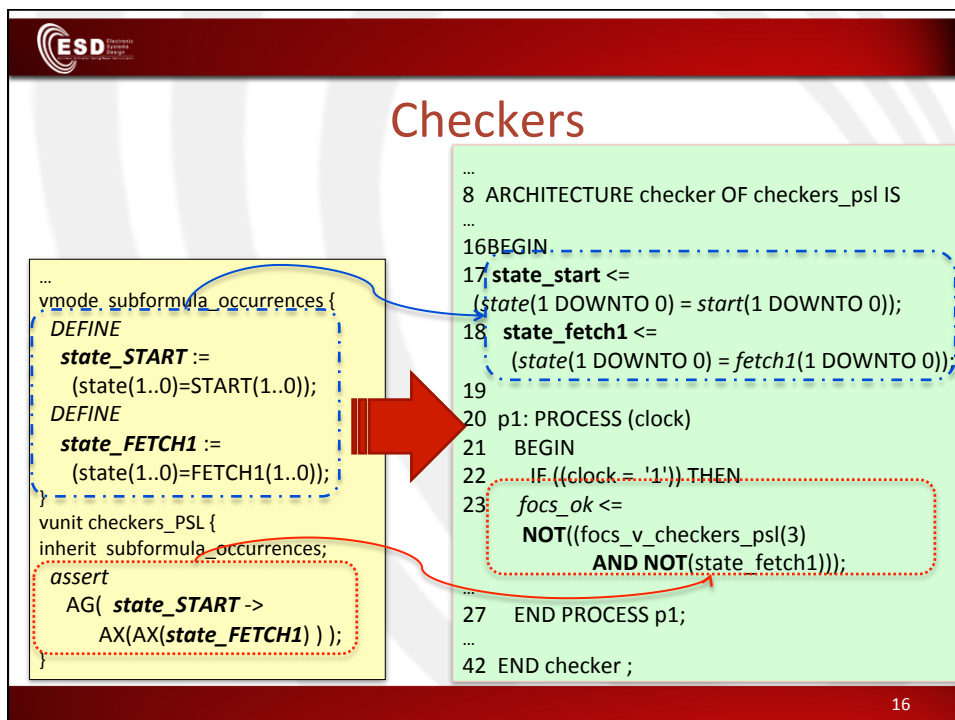 ESD Electronic Systems Design
Checkers
…
vmode subformula_occurrences {
DEFINE
state_START :=
(state(1..0)=START(1..0));
DEFINE
state_FETCH1 :=
(state(1..0)=FETCH1(1..0));
}
vunit checkers_PSL {
inherit subformula_occurrences;
assert
AG( state_START ->
AX(AX(state_FETCH1) ) );
}
…
8 ARCHITECTURE checker OF checkers_psl IS
…
16BEGIN
17 state_start <=
(state(1 DOWNTO 0) = start(1 DOWNTO 0));
18 state_fetch1 <=
(state(1 DOWNTO 0) = fetch1(1 DOWNTO 0));
19
20 p1: PROCESS (clock)
21 BEGIN
22 IF ((clock = '1')) THEN
23 focs_ok <=
NOT((focs_v_checkers_psl(3)
AND NOT(state_fetch1)));
…
27 END PROCESS p1;
…
42 END checker ;
16